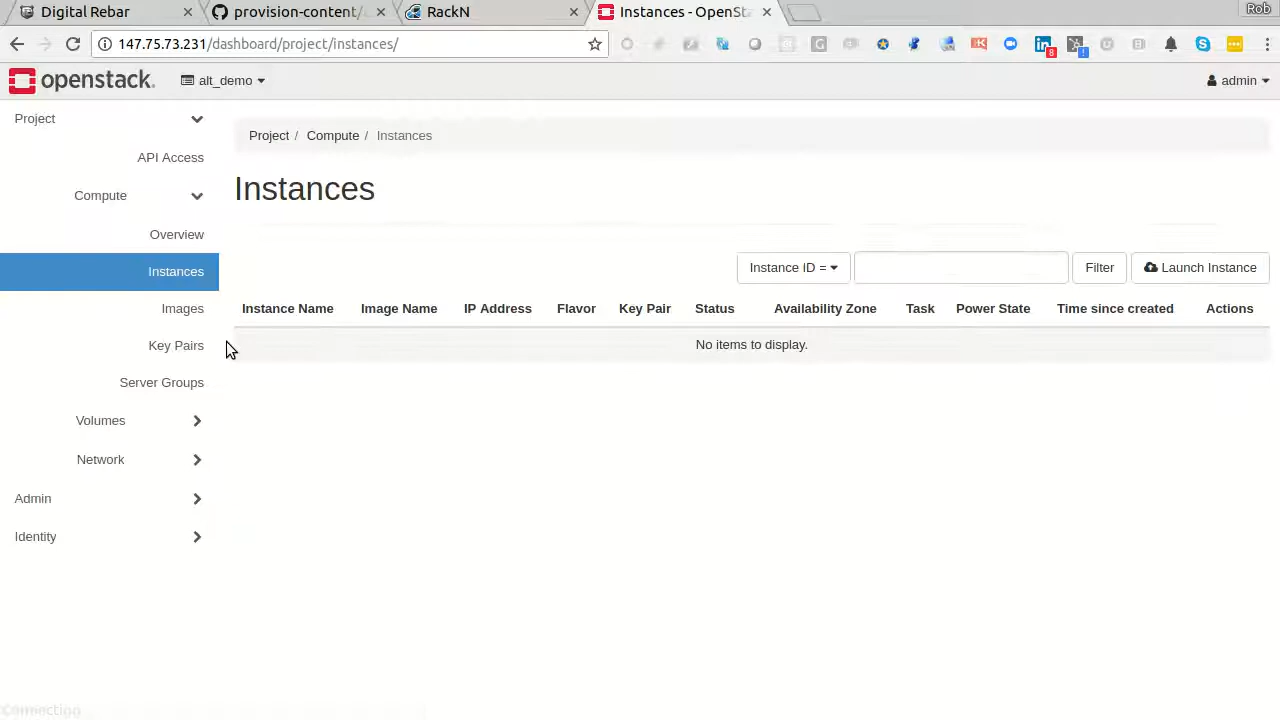 Digital Rebar
provision-content/
RackN
Instances - OpenSta
Rob
147.75.73.231/dashboard/project/instances/
8
openstack.
alt_demo
admin
Project
API Access
Compute
Overview
Instances
Images
Key Pairs
Server Groups
Volumes
Network
Admin
Identity
Project / Compute / Instances
Instances
Instance ID =
Filter
Launch Instance
Instance Name Image Name IP Address Flavor Key Pair Status Availability Zone Task Power State Time since created Actions
No items to display.
Connecting...